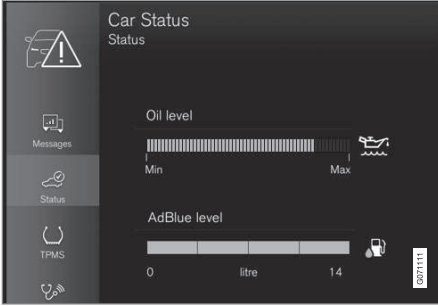 Car Status
Status
Messages
Status
TPMS
Oil level
Min Max
AdBlue level
0 litre 14
G071111